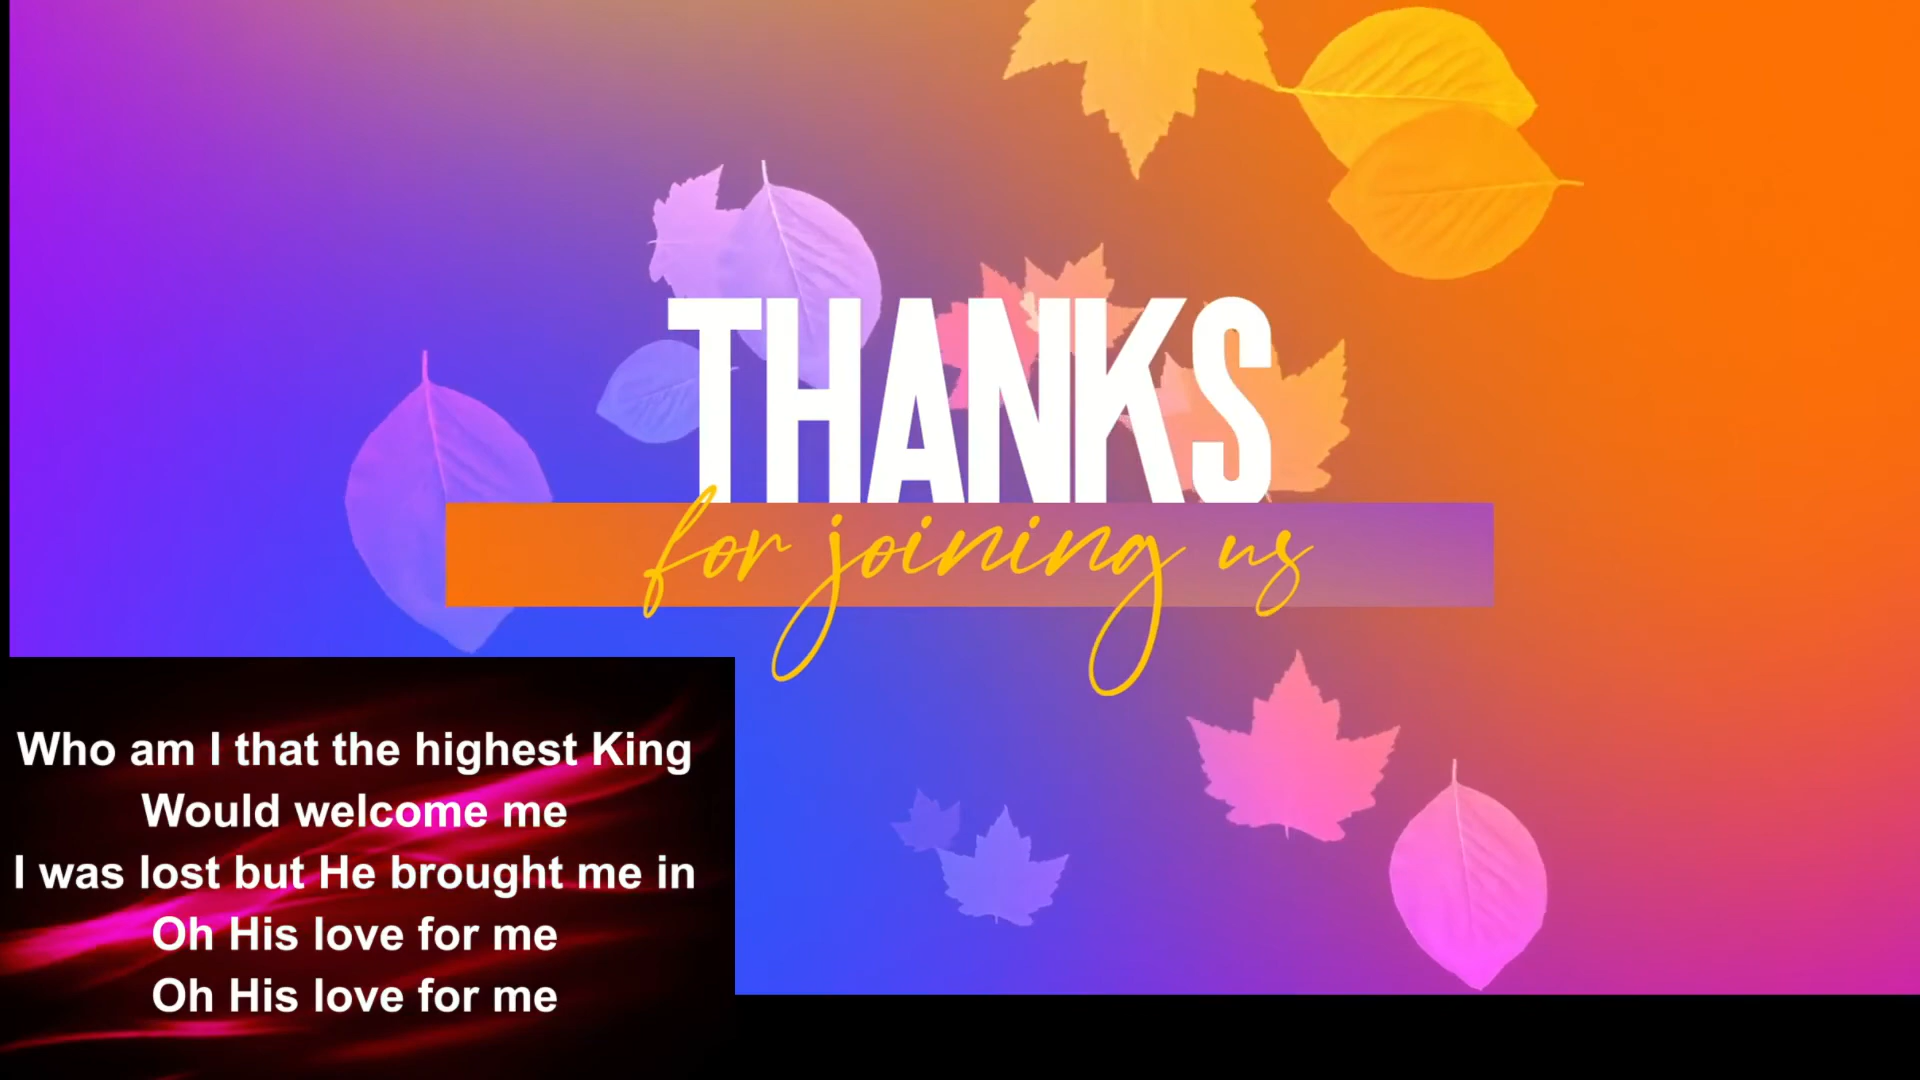 THANKS
for joining us
Who am I that the highest King
Would welcome me
I was lost but He brought me in
Oh His love for me
Oh His love for me